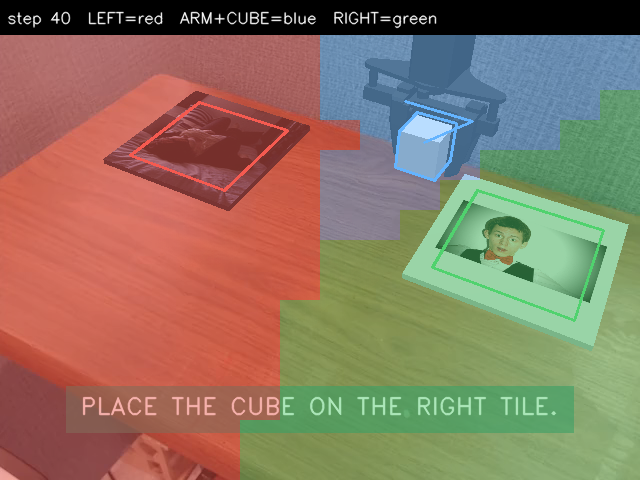 step 40 LEFT=red ARM+CUBE=blue RIGHT=green
PLACE THE CUBE ON THE RIGHT TILE.